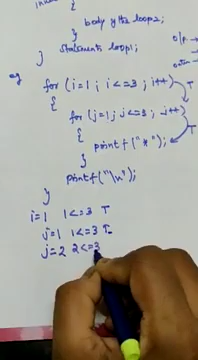 {
body of the loop2;
}
} statements loop1; o/p →
eg
for (i=1; i<=3; i++) T
{
for (j=1; j<=3; j++)
{
printf("*"); T
}
printf("\n");
}
i=1 1<=3 T
j=1 1<=3 T
j=2 2<=3